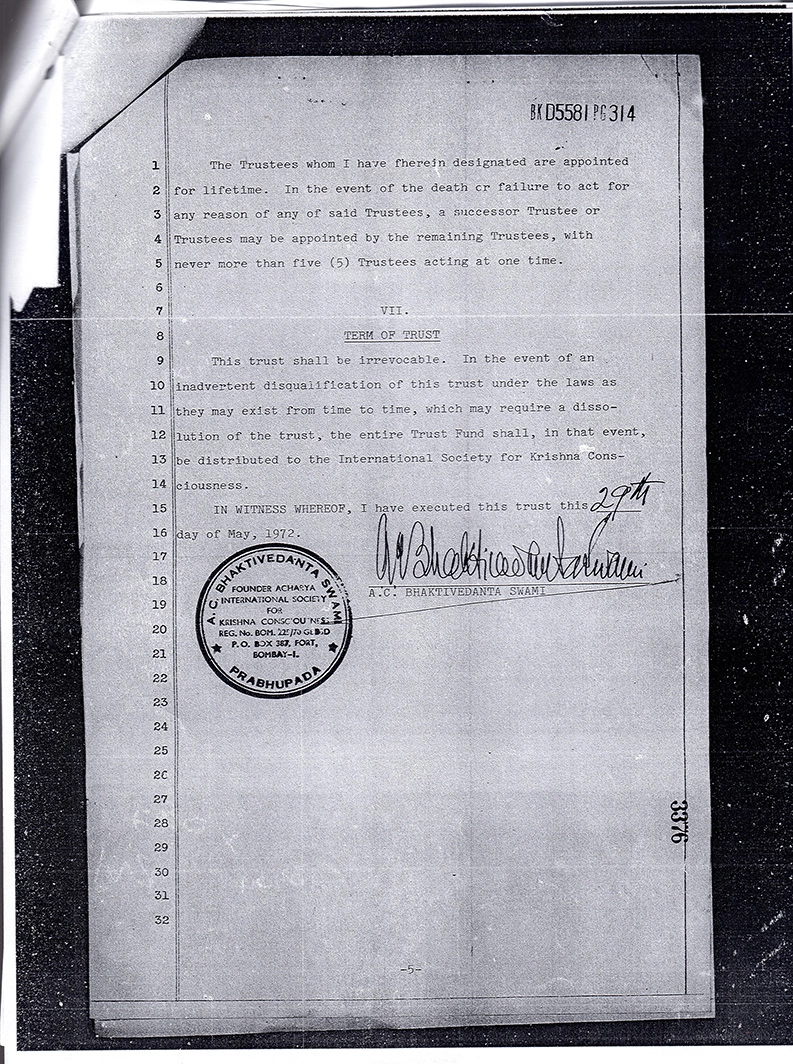 BK D5581 PG 314
1 The Trustees whom I have fherein designated are appointed
2 for lifetime. In the event of the death cr failure to act for
3 any reason of any of said Trustees, a successor Trustee or
4 Trustees may be appointed by the remaining Trustees, with
5 never more than five (5) Trustees acting at one time.
6
7 VII.
8 TERM OF TRUST
9 This trust shall be irrevocable. In the event of an
10 inadvertent disqualification of this trust under the laws as
11 they may exist from time to time, which may require a disso-
12 lution of the trust, the entire Trust Fund shall, in that event,
13 be distributed to the International Society for Krishna Cons-
14 ciousness.
15 IN WITNESS WHEREOF, I have executed this trust this 29th
16 day of May, 1972.
17 AC Bhaktivedanta Swami
18
A.C. BHAKTIVEDANTA SWAMI
19
20
21
22
23
24
25
26
27
28
29
30
31
32
A.C. BHAKTIVEDANTA SWAMI
FOUNDER ACHARYA
INTERNATIONAL SOCIETY
FOR
KRISHNA CONSCIOUSNESS
REG. No. BOM.
P.O. BOX 387, FORT,
BOMBAY-1.
PRABHUPADA
3376
-5-